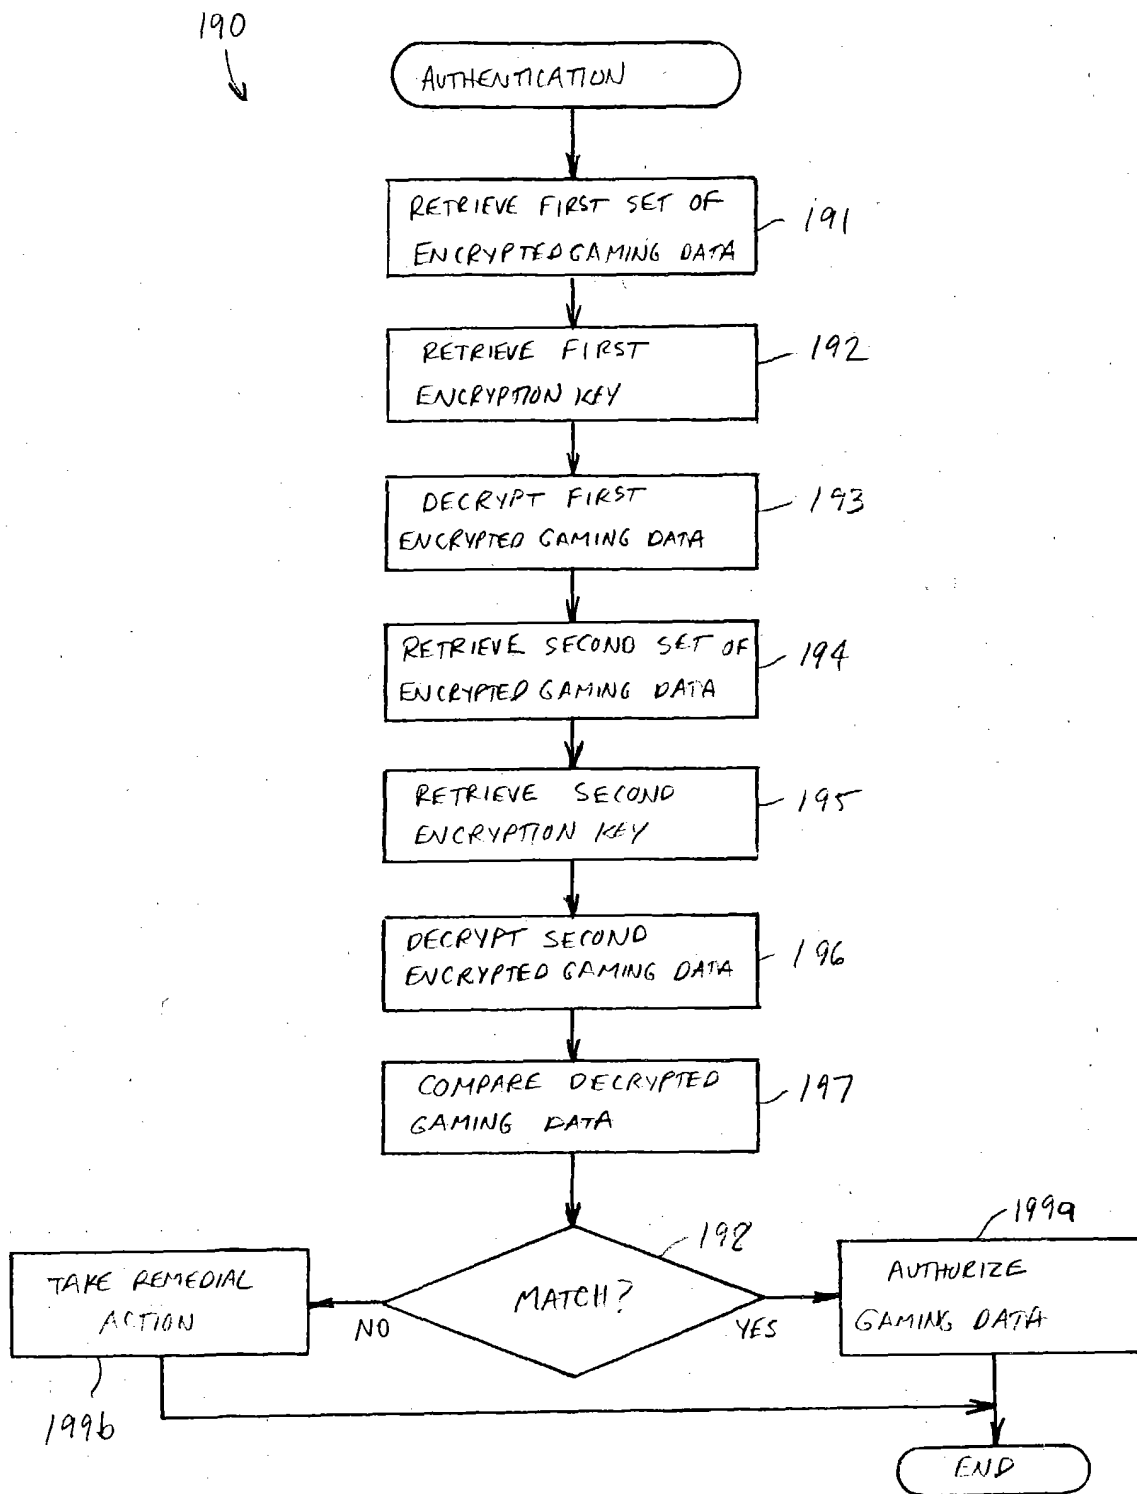 190
AUTHENTICATION
RETRIEVE FIRST SET OF
ENCRYPTED GAMING DATA
191
RETRIEVE FIRST
ENCRYPTION KEY
192
DECRYPT FIRST
ENCRYPTED GAMING DATA
193
RETRIEVE SECOND SET OF
ENCRYPTED GAMING DATA
194
RETRIEVE SECOND
ENCRYPTION KEY
195
DECRYPT SECOND
ENCRYPTED GAMING DATA
196
COMPARE DECRYPTED
GAMING DATA
197
198
MATCH?
NO
YES
TAKE REMEDIAL
ACTION
199b
199a
AUTHORIZE
GAMING DATA
END